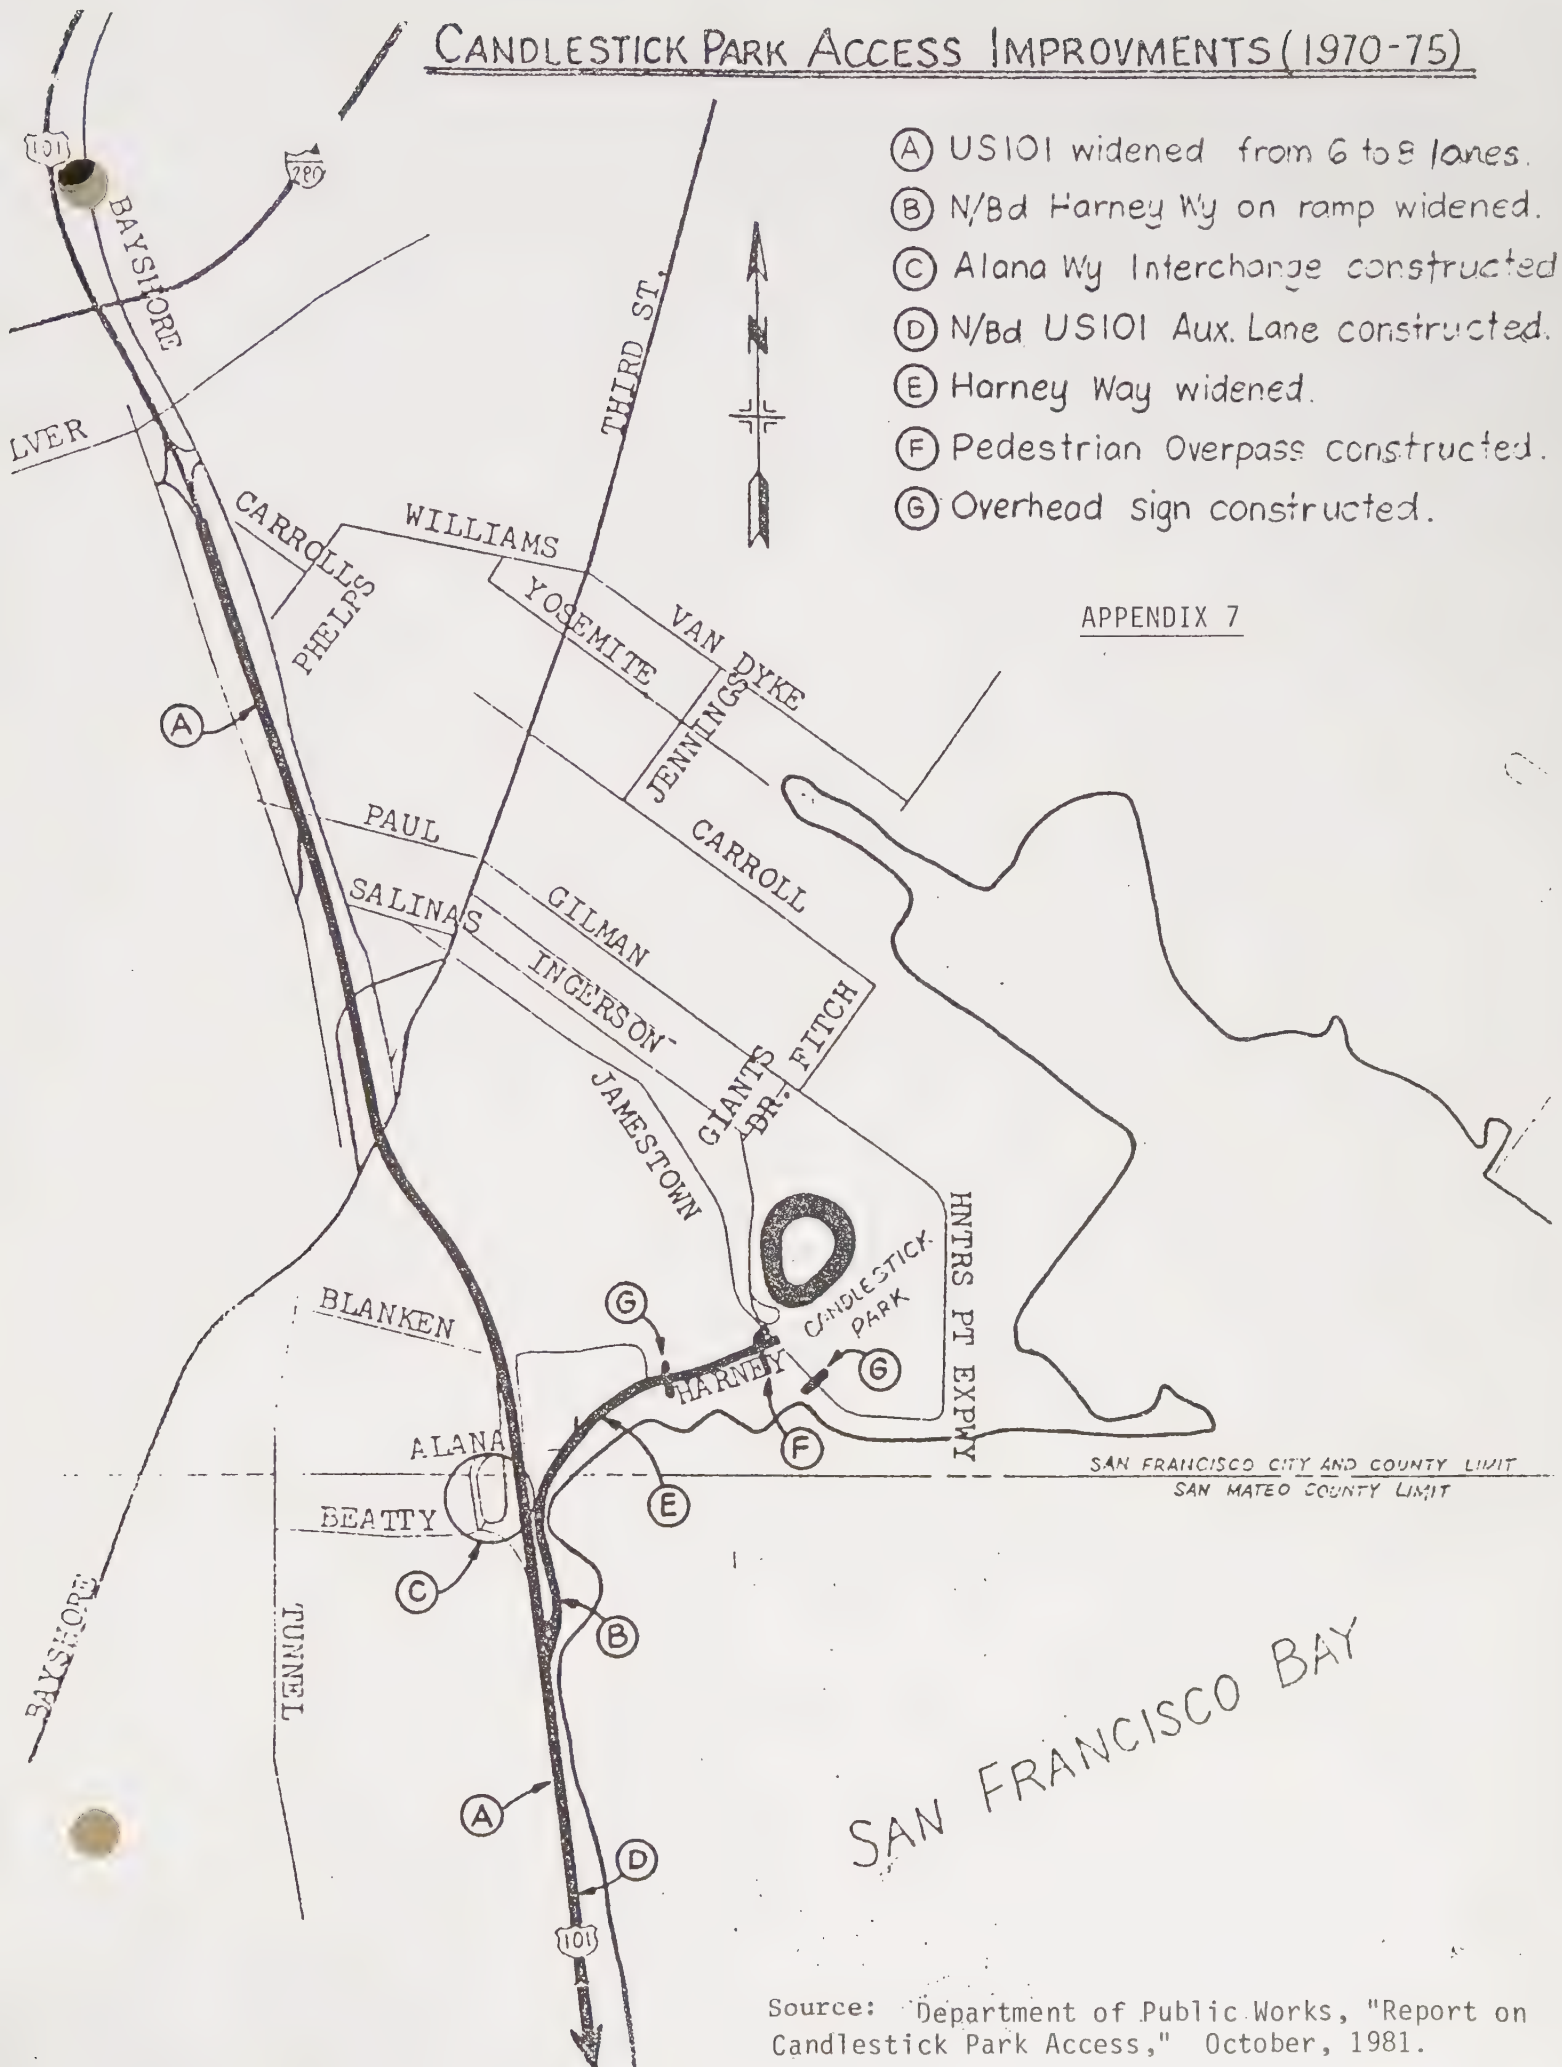 CANDLESTICK PARK ACCESS IMPROVMENTS (1970-75)
Ⓐ US101 widened from 6 to 8 lanes.
Ⓑ N/Bd Harney Wy on ramp widened.
Ⓒ Alana Wy Interchange constructed
Ⓓ N/Bd US101 Aux. Lane constructed.
Ⓔ Harney Way widened.
Ⓕ Pedestrian Overpass constructed.
Ⓖ Overhead sign constructed.
APPENDIX 7
101
280
BAYSHORE
THIRD ST.
N
LVER
CARROLL
PHELPS
WILLIAMS
YOSEMITE
VAN DYKE
JENNINGS
A
PAUL
CARROLL
SALINAS
GILMAN
INGERSON
FITCH
GIANTS
DR.
JAMESTOWN
HNTRS PT EXPWY
CANDLESTICK
PARK
BLANKEN
G
HARNEY
G
F
ALANA
E
SAN FRANCISCO CITY AND COUNTY LIMIT
SAN MATEO COUNTY LIMIT
BEATTY
C
B
BAYSHORE
TUNNEL
SAN FRANCISCO BAY
A
D
101
Source: Department of Public Works, "Report on
Candlestick Park Access," October, 1981.